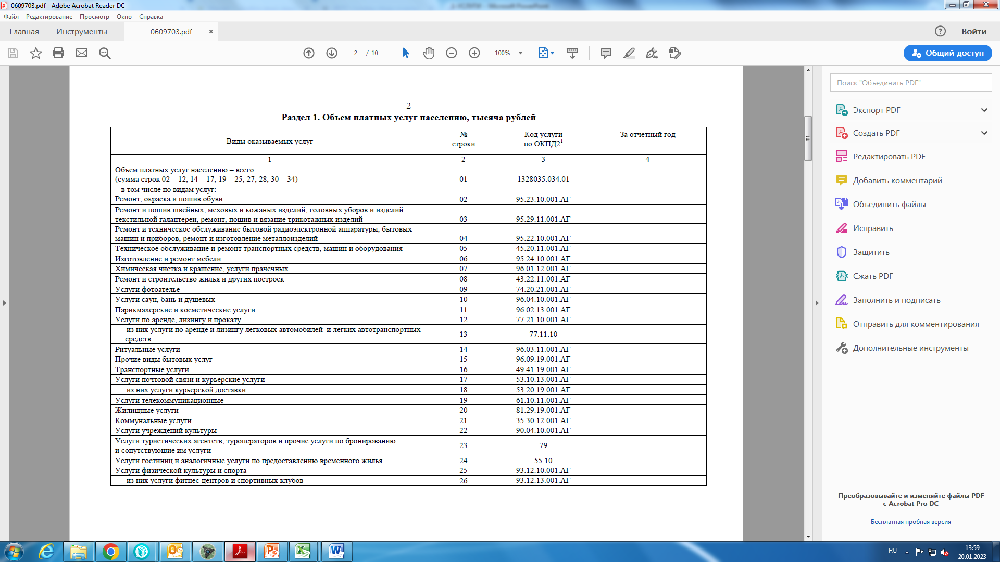 0609703.pdf - Adobe Acrobat Reader DC
Файл Редактирование Просмотр Окно Справка
Главная Инструменты 0609703.pdf × Войти
2 / 10 100% Общий доступ
2
Раздел 1. Объем платных услуг населению, тысяча рублей
Виды оказываемых услуг № строки Код услуги по ОКПД2¹ За отчетный год
1 2 3 4
Объем платных услуг населению – всего
(сумма строк 02 – 12, 14 – 17, 19 – 25; 27, 28, 30 – 34) 01 1328035.034.01
в том числе по видам услуг:
Ремонт, окраска и пошив обуви 02 95.23.10.001.АГ
Ремонт и пошив швейных, меховых и кожаных изделий, головных уборов и изделий
текстильной галантереи, ремонт, пошив и вязание трикотажных изделий 03 95.29.11.001.АГ
Ремонт и техническое обслуживание бытовой радиоэлектронной аппаратуры, бытовых
машин и приборов, ремонт и изготовление металлоизделий 04 95.22.10.001.АГ
Техническое обслуживание и ремонт транспортных средств, машин и оборудования 05 45.20.11.001.АГ
Изготовление и ремонт мебели 06 95.24.10.001.АГ
Химическая чистка и крашение, услуги прачечных 07 96.01.12.001.АГ
Ремонт и строительство жилья и других построек 08 43.22.11.001.АГ
Услуги фотоателье 09 74.20.21.001.АГ
Услуги саун, бань и душевых 10 96.04.10.001.АГ
Парикмахерские и косметические услуги 11 96.02.13.001.АГ
Услуги по аренде, лизингу и прокату 12 77.21.10.001.АГ
из них услуги по аренде и лизингу легковых автомобилей и легких автотранспортных
средств 13 77.11.10
Ритуальные услуги 14 96.03.11.001.АГ
Прочие виды бытовых услуг 15 96.09.19.001.АГ
Транспортные услуги 16 49.41.19.001.АГ
Услуги почтовой связи и курьерские услуги 17 53.10.13.001.АГ
из них услуги курьерской доставки 18 53.20.19.001.АГ
Услуги телекоммуникационные 19 61.10.11.001.АГ
Жилищные услуги 20 81.29.19.001.АГ
Коммунальные услуги 21 35.30.12.001.АГ
Услуги учреждений культуры 22 90.04.10.001.АГ
Услуги туристических агентств, туроператоров и прочие услуги по бронированию
и сопутствующие им услуги 23 79
Услуги гостиниц и аналогичные услуги по предоставлению временного жилья 24 55.10
Услуги физической культуры и спорта 25 93.12.10.001.АГ
из них услуги фитнес-центров и спортивных клубов 26 93.12.13.001.АГ
Поиск "Объединить PDF"
Экспорт PDF
Создать PDF
Редактировать PDF
Добавить комментарий
Объединить файлы
Исправить
Защитить
Сжать PDF
Заполнить и подписать
Отправить для комментирования
Дополнительные инструменты
Преобразовывайте и изменяйте файлы PDF
с Acrobat Pro DC
Бесплатная пробная версия
RU 13:59
20.01.2023